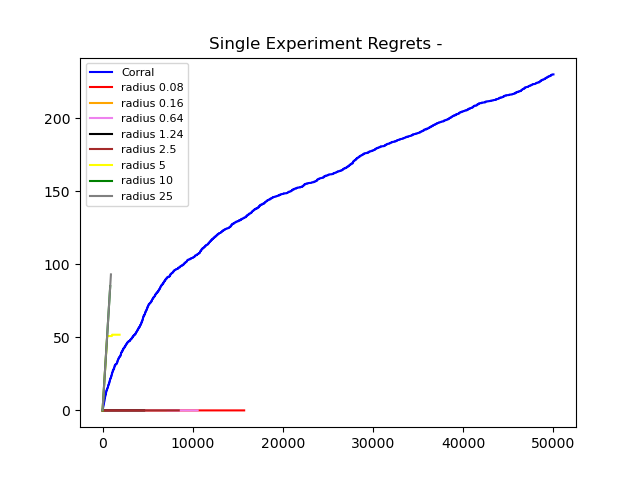 Single Experiment Regrets -
Corral
radius 0.08
radius 0.16
radius 0.64
radius 1.24
radius 2.5
radius 5
radius 10
radius 25
200
150
100
50
0
0 10000 20000 30000 40000 50000